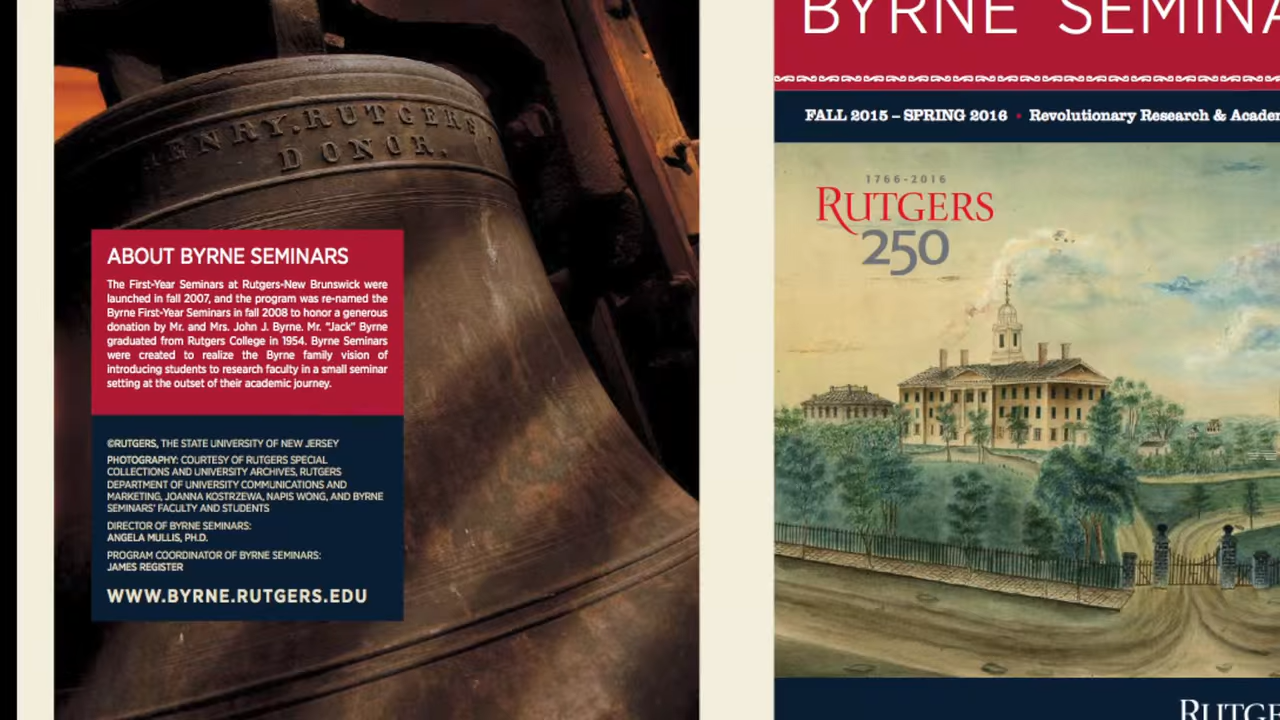 HENRY.RUTGERS.
DONOR.
ABOUT BYRNE SEMINARS
The First-Year Seminars at Rutgers-New Brunswick were
launched in fall 2007, and the program was re-named the
Byrne First-Year Seminars in fall 2008 to honor a generous
donation by Mr. and Mrs. John J. Byrne. Mr. "Jack" Byrne
graduated from Rutgers College in 1954. Byrne Seminars
were created to realize the Byrne family vision of
introducing students to research faculty in a small seminar
setting at the outset of their academic journey.
©RUTGERS, THE STATE UNIVERSITY OF NEW JERSEY
PHOTOGRAPHY: COURTESY OF RUTGERS SPECIAL
COLLECTIONS AND UNIVERSITY ARCHIVES, RUTGERS
DEPARTMENT OF UNIVERSITY COMMUNICATIONS AND
MARKETING, JOANNA KOSTRZEWA, NAPIS WONG, AND BYRNE
SEMINARS' FACULTY AND STUDENTS
DIRECTOR OF BYRNE SEMINARS:
ANGELA MULLIS, PH.D.
PROGRAM COORDINATOR OF BYRNE SEMINARS:
JAMES REGISTER
WWW.BYRNE.RUTGERS.EDU
BYRNE SEMINA
FALL 2015 – SPRING 2016 • Revolutionary Research & Acade
1766-2016
RUTGERS
250
RUTGE